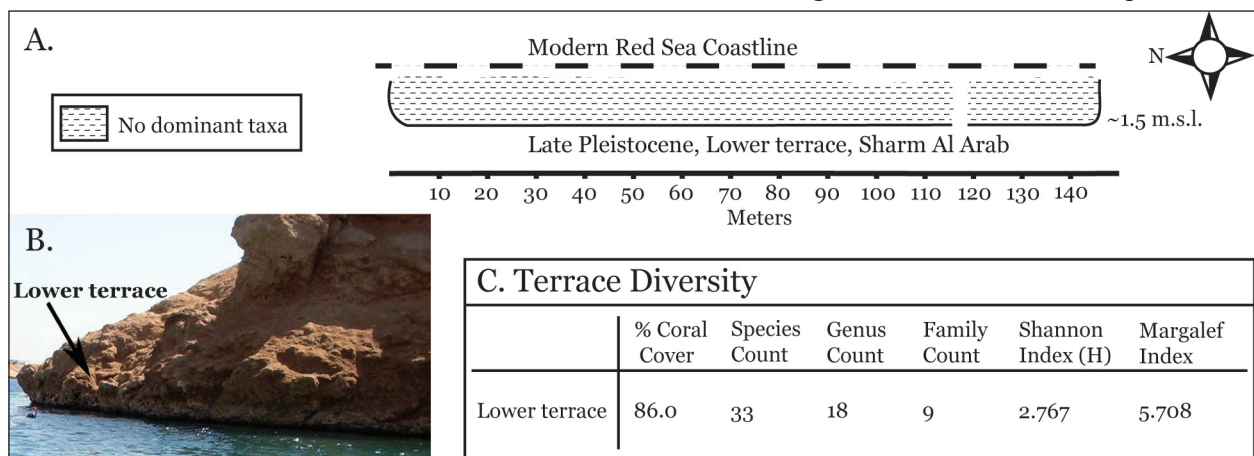 A.
Modern Red Sea Coastline
N
No dominant taxa
~1.5 m.s.l.
Late Pleistocene, Lower terrace, Sharm Al Arab
10 20 30 40 50 60 70 80 90 100 110 120 130 140
Meters
B.
Lower terrace
C. Terrace Diversity
% Coral Cover Species Count Genus Count Family Count Shannon Index (H) Margalef Index
Lower terrace 86.0 33 18 9 2.767 5.708